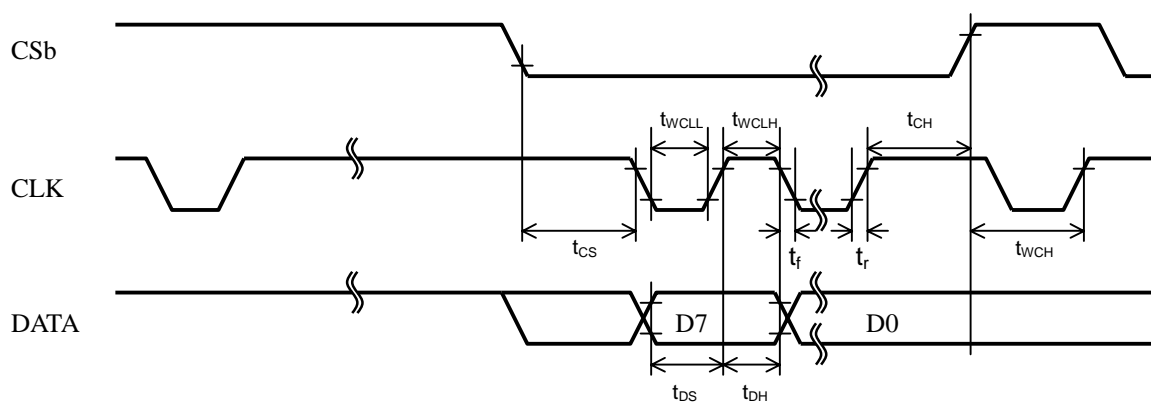 CSb
tWCLL
tWCLH
tCH
CLK
tCS
tf
tr
tWCH
DATA
D7
D0
tDS
tDH